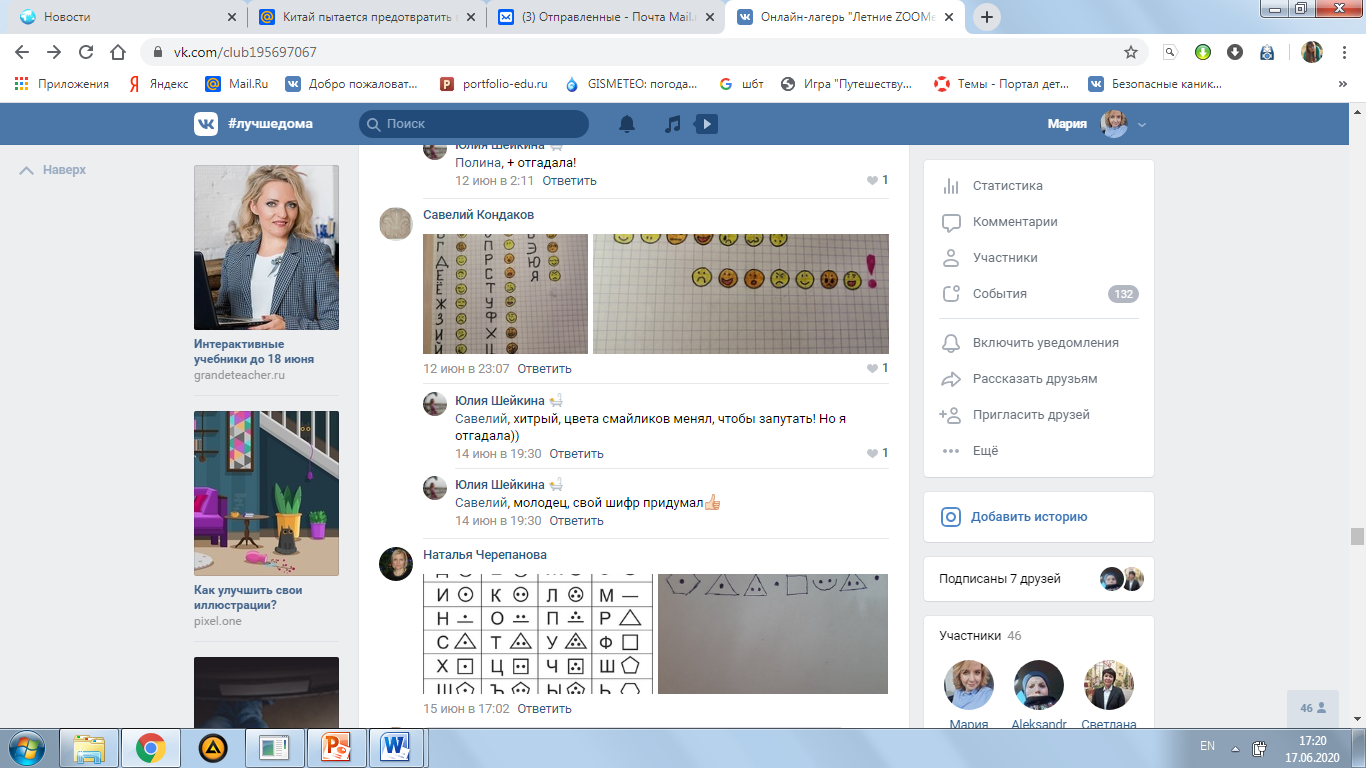 Новости
Китай пытается предотвратить
(3) Отправленные - Почта Mail.
Онлайн-лагерь "Летние ZOOM
vk.com/club195697067
Приложения
Яндекс
Mail.Ru
Добро пожаловат...
portfolio-edu.ru
GISMETEO: погода...
шбт
Игра "Путешеству...
Темы - Портал дет...
Безопасные каник...
»
#лучшедома
Поиск
Мария
Наверх
Интерактивные
учебники до 18 июня
grandeteacher.ru
Как улучшить свои
иллюстрации?
pixel.one
Юлия Шейкина
Полина, + отгадала!
12 июн в 2:11 Ответить
1
Савелий Кондаков
Г П Э
Д Р Ю
Е С Я
Ё Т
Ж У
З Ф
И Х
Й Ц
!
12 июн в 23:07 Ответить
1
Юлия Шейкина
Савелий, хитрый, цвета смайликов менял, чтобы запутать! Но я
отгадала))
14 июн в 19:30 Ответить
1
Юлия Шейкина
Савелий, молодец, свой шифр придумал
14 июн в 19:30 Ответить
Наталья Черепанова
И К Л М
Н О П Р
С Т У Ф
Х Ц Ч Ш
Щ Ъ Ы Ь
15 июн в 17:02 Ответить
Статистика
Комментарии
Участники
События
132
Включить уведомления
Рассказать друзьям
Пригласить друзей
Ещё
Добавить историю
Подписаны 7 друзей
Участники 46
Мария
Aleksandr
Светлана
46
EN
17:20
17.06.2020